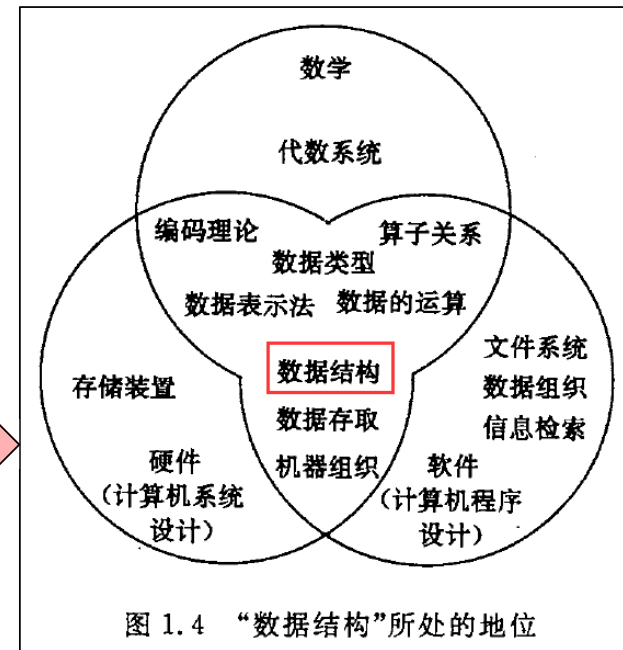 数学
代数系统
编码理论
算子关系
数据类型
数据表示法
数据的运算
数据结构
数据存取
机器组织
存储装置
硬件
(计算机系统
设计)
文件系统
数据组织
信息检索
软件
(计算机程序
设计)
图 1.4 “数据结构”所处的地位